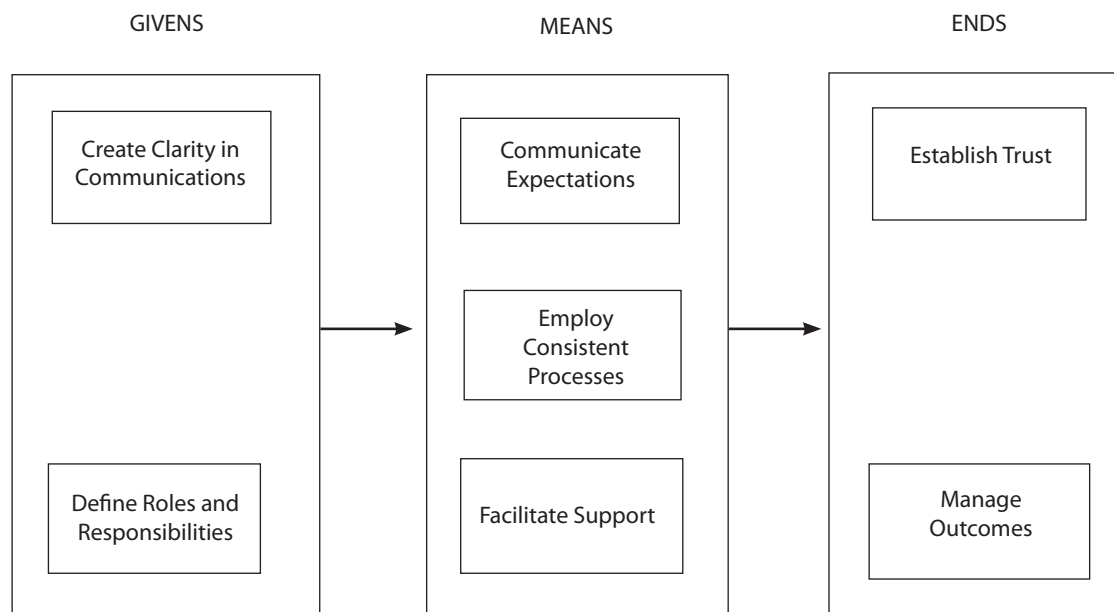 GIVENS
MEANS
ENDS
Create Clarity in
Communications
Define Roles and
Responsibilities
Communicate
Expectations
Employ
Consistent
Processes
Facilitate Support
Establish Trust
Manage
Outcomes